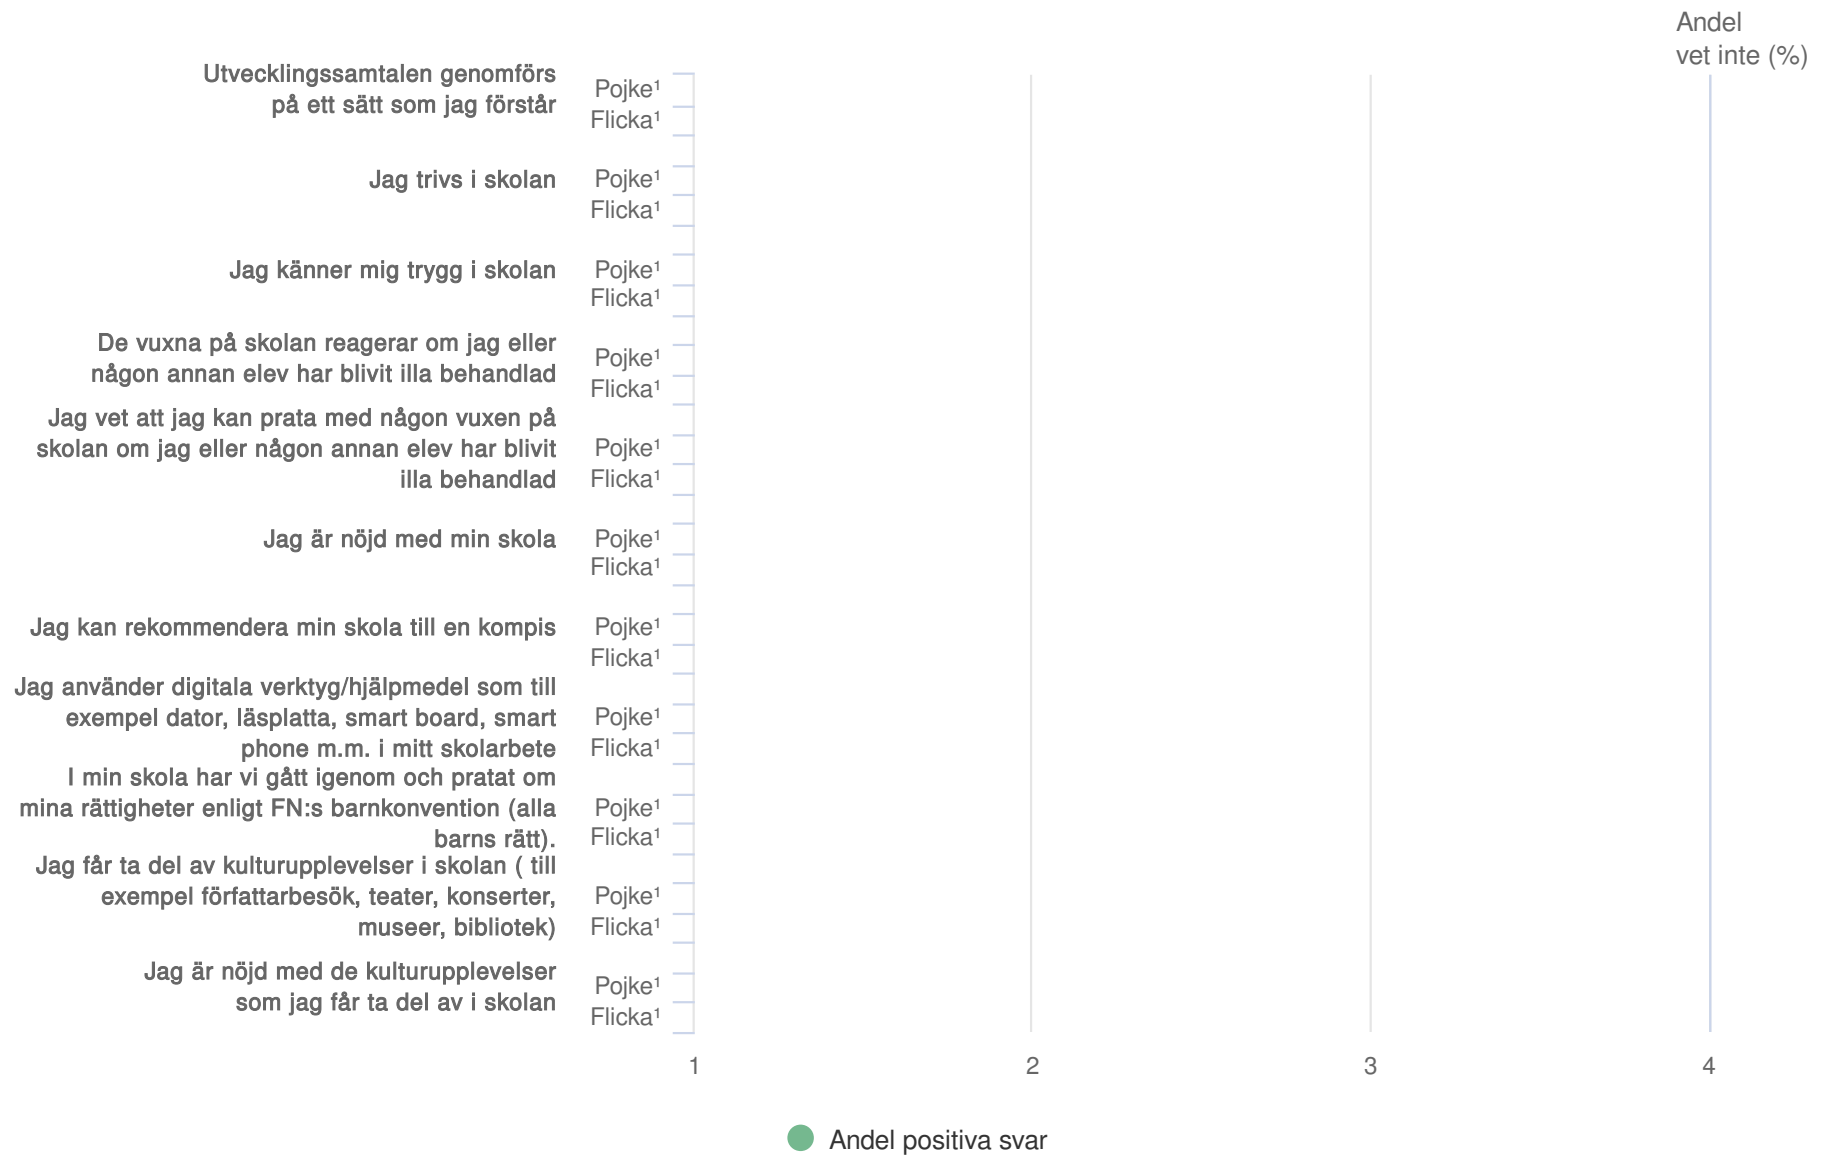 Andel
vet inte (%)
Utvecklingssamtalen genomförs
på ett sätt som jag förstår
Pojke¹
Flicka¹
Jag trivs i skolan
Pojke¹
Flicka¹
Jag känner mig trygg i skolan
Pojke¹
Flicka¹
De vuxna på skolan reagerar om jag eller
någon annan elev har blivit illa behandlad
Pojke¹
Flicka¹
Jag vet att jag kan prata med någon vuxen på
skolan om jag eller någon annan elev har blivit
illa behandlad
Pojke¹
Flicka¹
Jag är nöjd med min skola
Pojke¹
Flicka¹
Jag kan rekommendera min skola till en kompis
Pojke¹
Flicka¹
Jag använder digitala verktyg/hjälpmedel som till
exempel dator, läsplatta, smart board, smart
phone m.m. i mitt skolarbete
Pojke¹
Flicka¹
I min skola har vi gått igenom och pratat om
mina rättigheter enligt FN:s barnkonvention (alla
barns rätt).
Pojke¹
Flicka¹
Jag får ta del av kulturupplevelser i skolan ( till
exempel författarbesök, teater, konserter,
museer, bibliotek)
Pojke¹
Flicka¹
Jag är nöjd med de kulturupplevelser
som jag får ta del av i skolan
Pojke¹
Flicka¹
1 2 3 4
Andel positiva svar